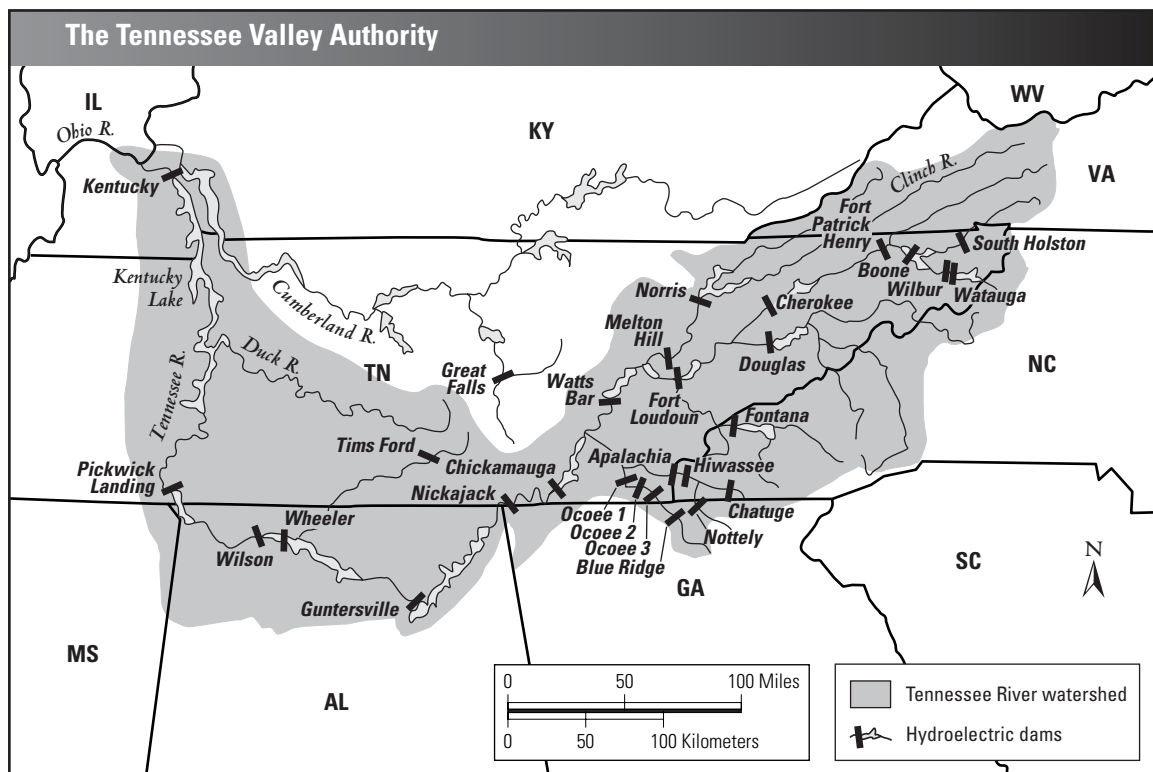 The Tennessee Valley Authority
IL
Ohio R.
KY
WV
VA
Kentucky
Clinch R.
Fort
Patrick
Henry
South Holston
Boone
Wilbur
Watauga
Kentucky
Lake
Cumberland R.
Norris
Cherokee
Melton
Hill
Douglas
NC
Tennessee R.
Duck R.
TN
Great
Falls
Watts
Bar
Fort
Loudoun
Fontana
Tims Ford
Apalachia
Hiwassee
Chickamauga
Pickwick
Landing
Nickajack
Chatuge
Ocoee 1
Ocoee 2
Ocoee 3
Blue Ridge
Nottely
Wheeler
Wilson
Guntersville
GA
SC
N
MS
AL
0 50 100 Miles
0 50 100 Kilometers
Tennessee River watershed
Hydroelectric dams